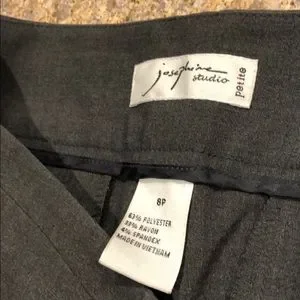 josephine
studio
petite
8P
63% POLYESTER
33% RAYON
4% SPANDEX
MADE IN VIETNAM